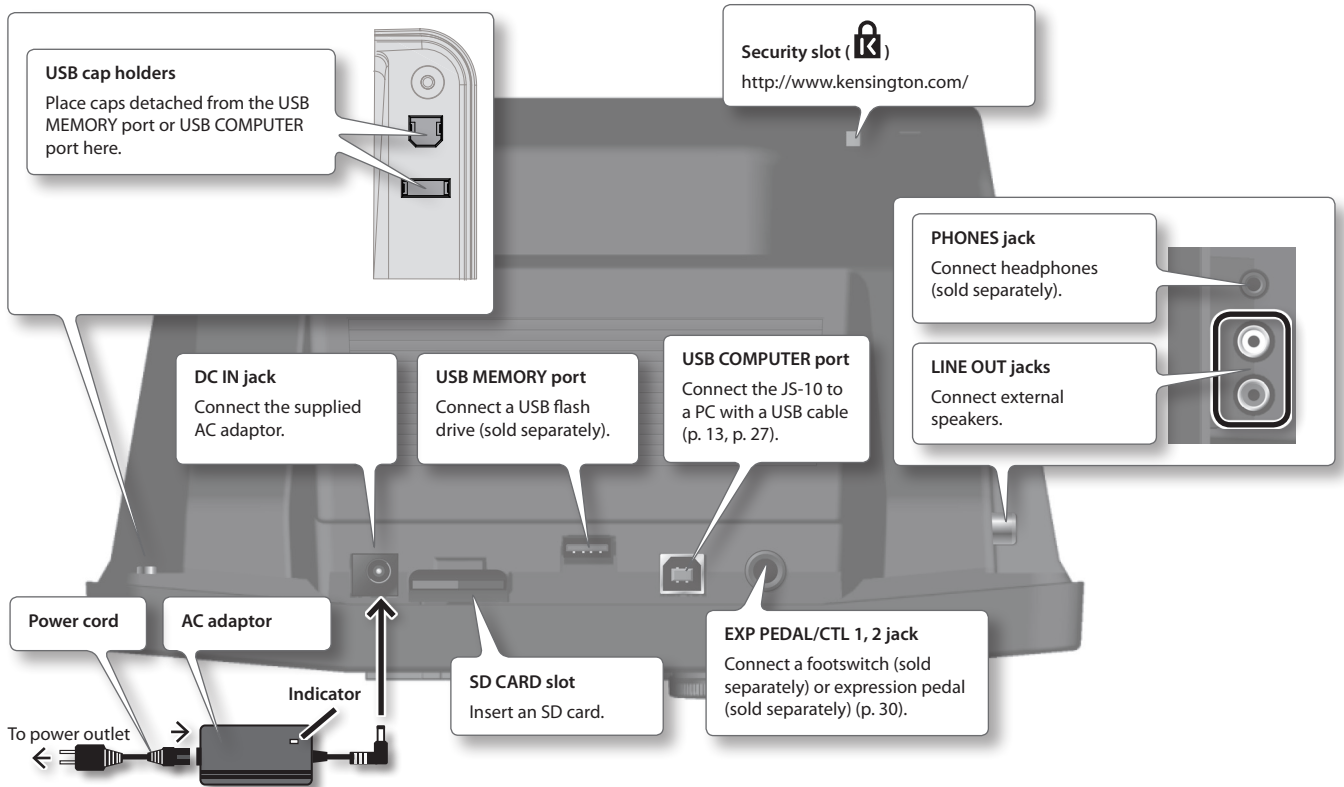 USB cap holders
Place caps detached from the USB
MEMORY port or USB COMPUTER
port here.
Security slot ( K )
http://www.kensington.com/
PHONES jack
Connect headphones
(sold separately).
LINE OUT jacks
Connect external
speakers.
DC IN jack
Connect the supplied
AC adaptor.
USB MEMORY port
Connect a USB flash
drive (sold separately).
USB COMPUTER port
Connect the JS-10 to
a PC with a USB cable
(p. 13, p. 27).
Power cord
AC adaptor
Indicator
To power outlet
SD CARD slot
Insert an SD card.
EXP PEDAL/CTL 1, 2 jack
Connect a footswitch (sold
separately) or expression pedal
(sold separately) (p. 30).